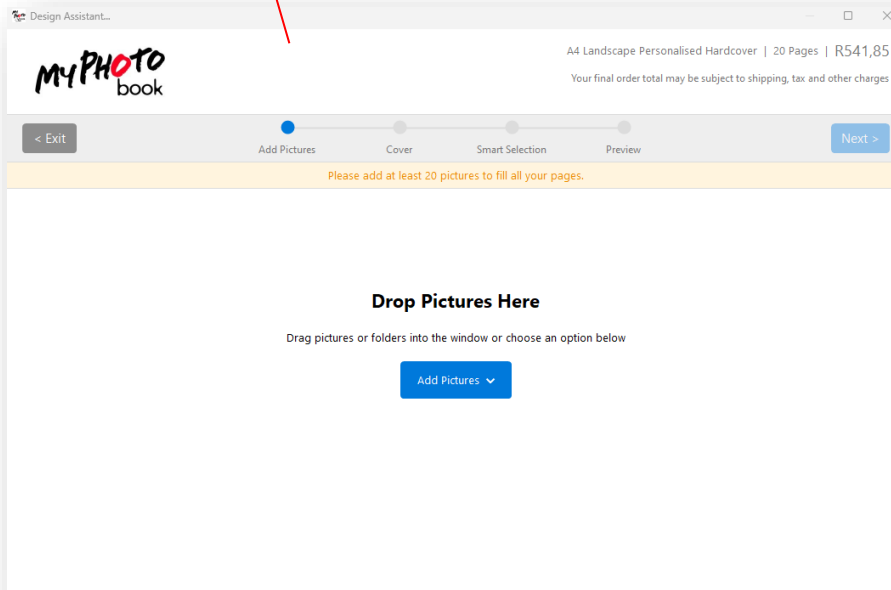 Design Assistant...
MYPHOTO
book
A4 Landscape Personalised Hardcover | 20 Pages | R541,85
Your final order total may be subject to shipping, tax and other charges
< Exit
Add Pictures
Cover
Smart Selection
Preview
Next >
Please add at least 20 pictures to fill all your pages.
Drop Pictures Here
Drag pictures or folders into the window or choose an option below
Add Pictures